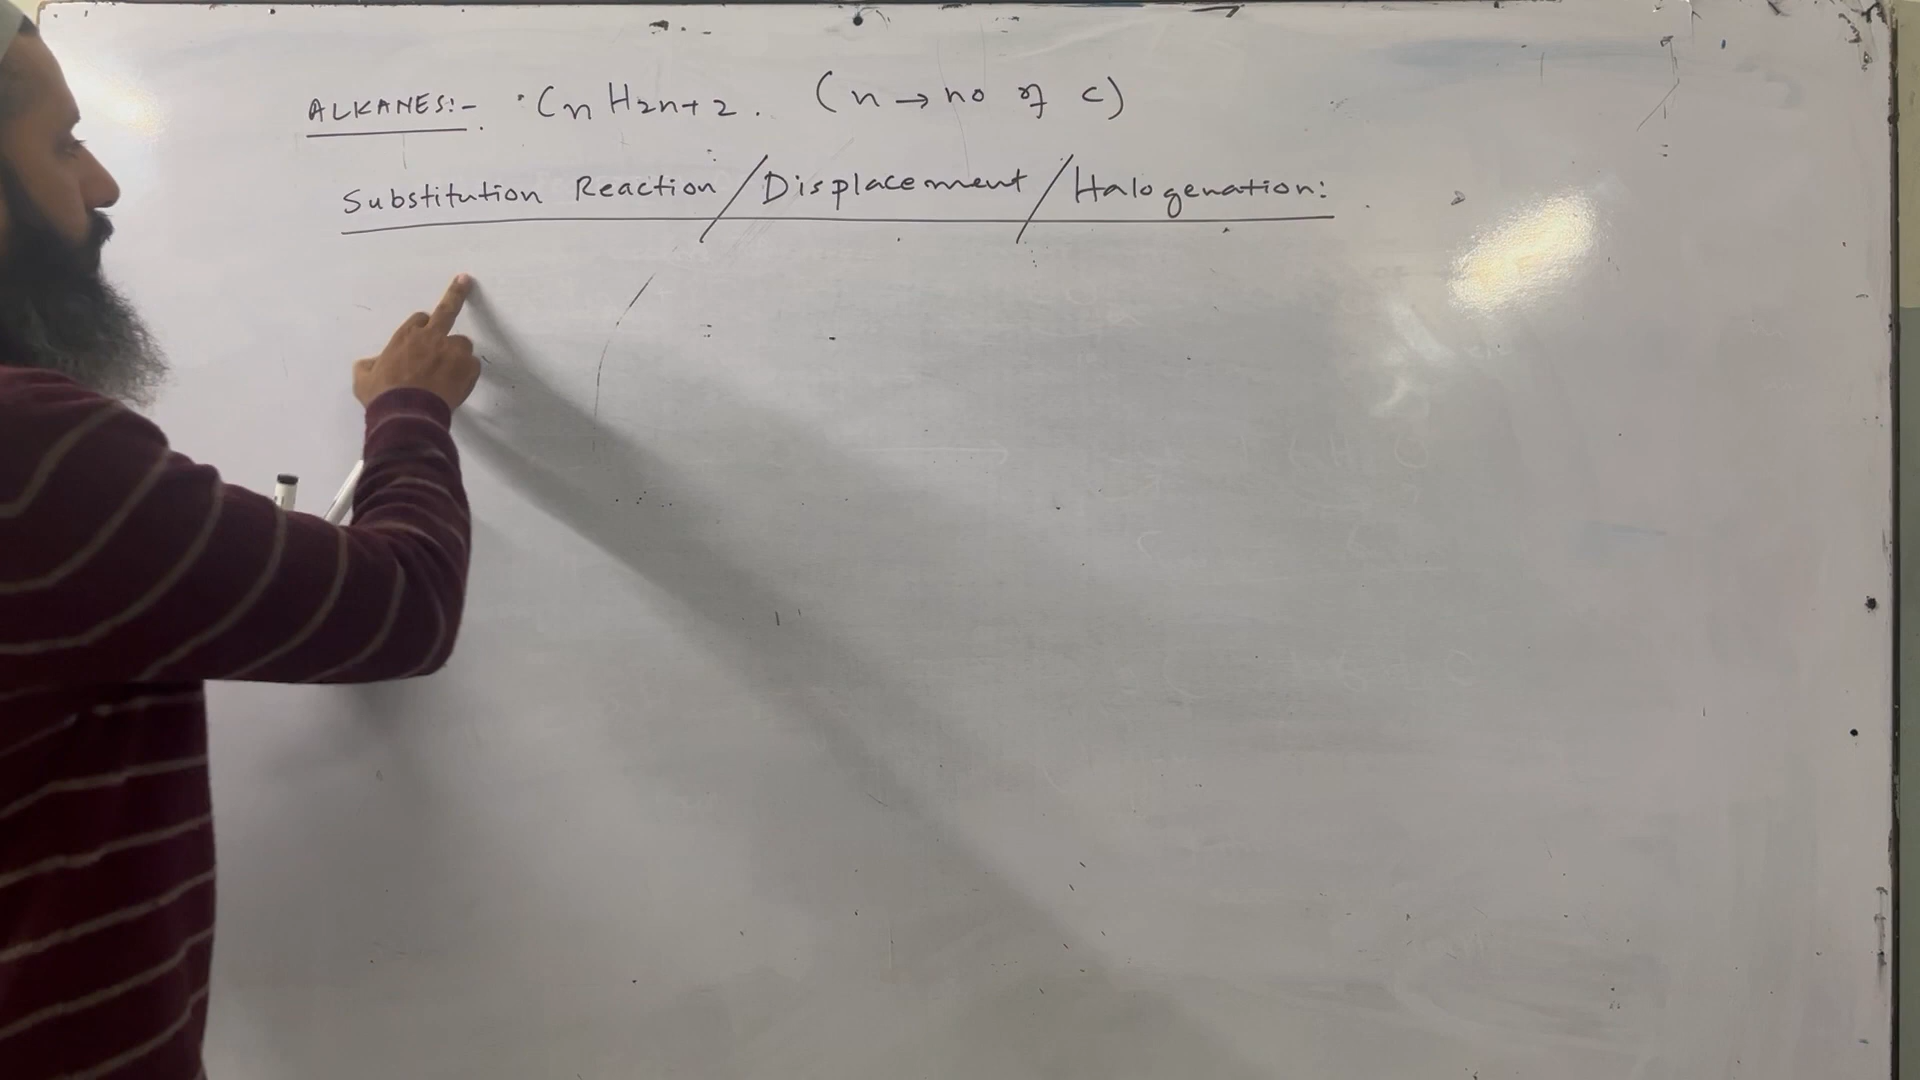 ALKANES:- CnH2n+2. (n → no of c)
Substitution Reaction / Displacement / Halogenation: